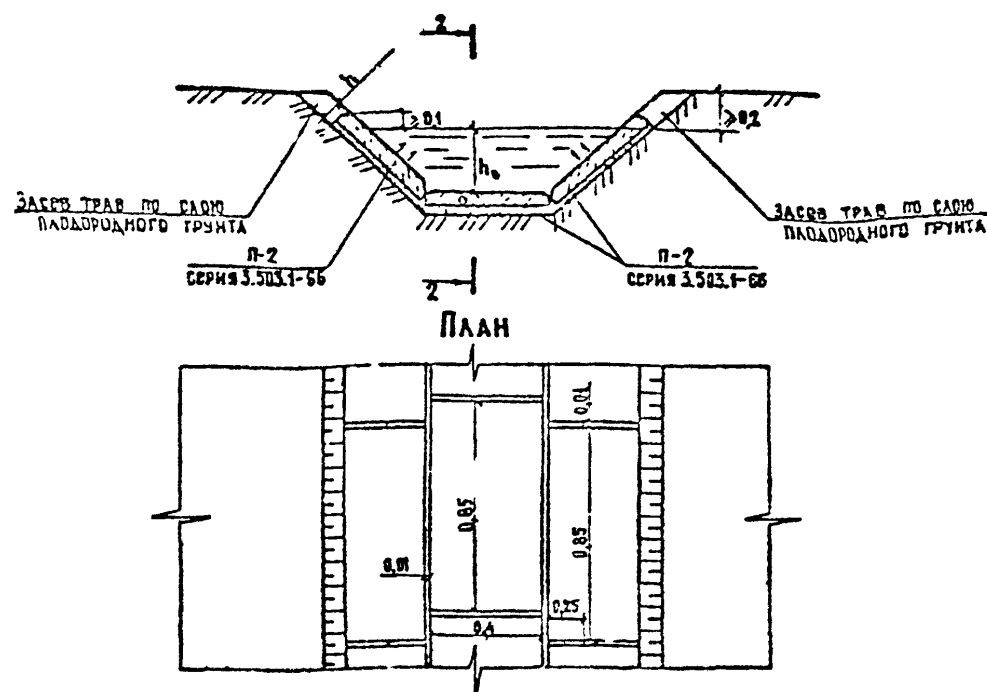 2
h
≥ 0,1
≥0,2
h₀
ЗАСЕВ ТРАВ ПО СЛОЮ
ПЛОДОРОДНОГО ГРУНТА
ЗАСЕВ ТРАВ ПО СЛОЮ
ПЛОДОРОДНОГО ГРУНТА
П-2
СЕРИЯ 3.503.1-66
П-2
СЕРИЯ 3.503.1-66
2
ПЛАН
0,01
0,85
0,85
0,01
0,25
0,4